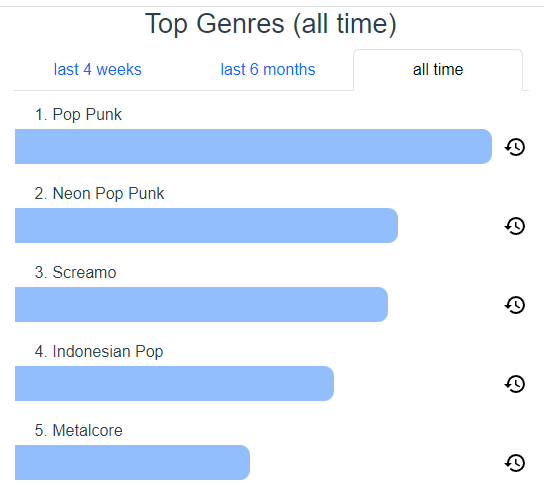 Top Genres (all time)
last 4 weeks last 6 months all time
1. Pop Punk
2. Neon Pop Punk
3. Screamo
4. Indonesian Pop
5. Metalcore